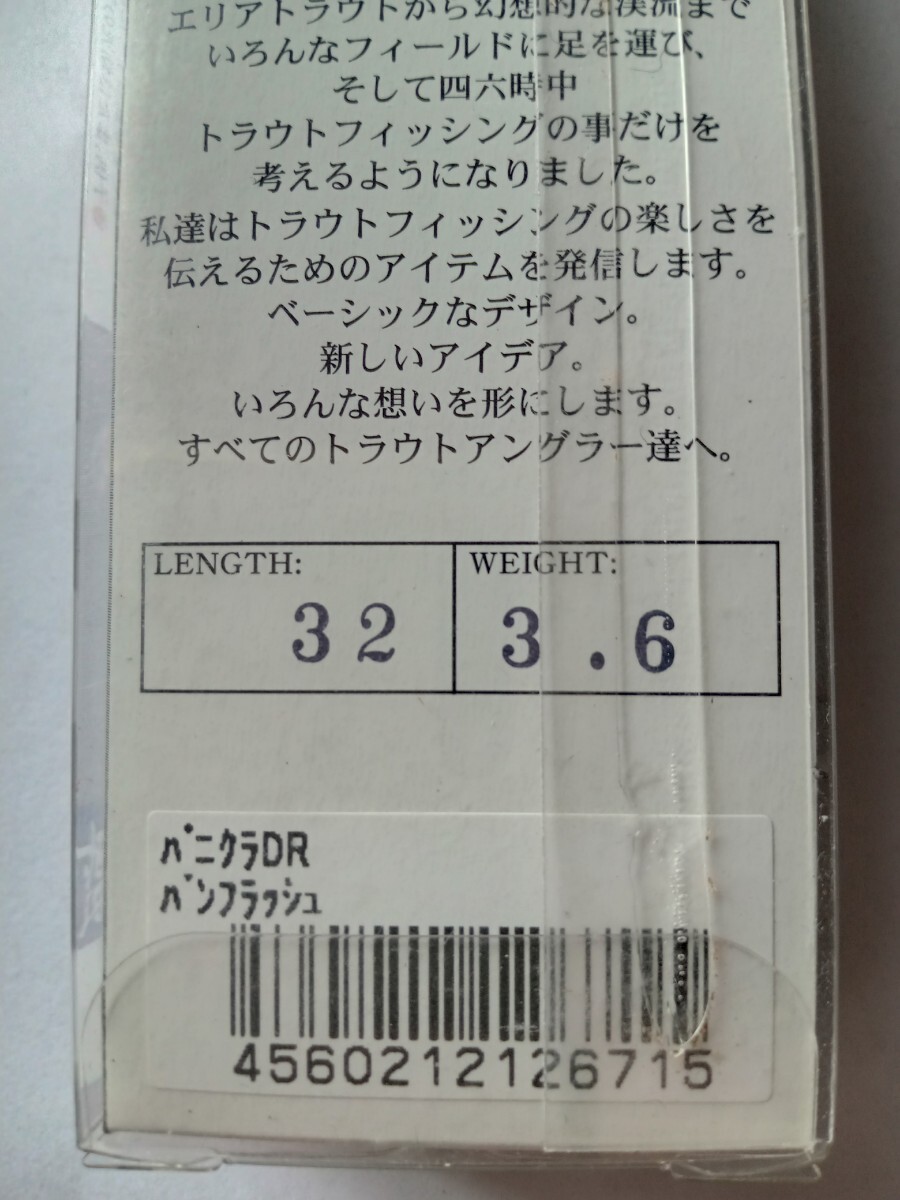 エリアトラウトから幻想的な渓流まで
いろんなフィールドに足を運び、
そして四六時中
トラウトフィッシングの事だけを
考えるようになりました。
私達はトラウトフィッシングの楽しさを
伝えるためのアイテムを発信します。
ベーシックなデザイン。
新しいアイデア。
いろんな想いを形にします。
すべてのトラウトアングラー達へ。
LENGTH:
32
WEIGHT:
3.6
ﾊﾟﾆｸﾗDR
ﾊﾞﾝﾌﾗｯｼｭ
4560212126715